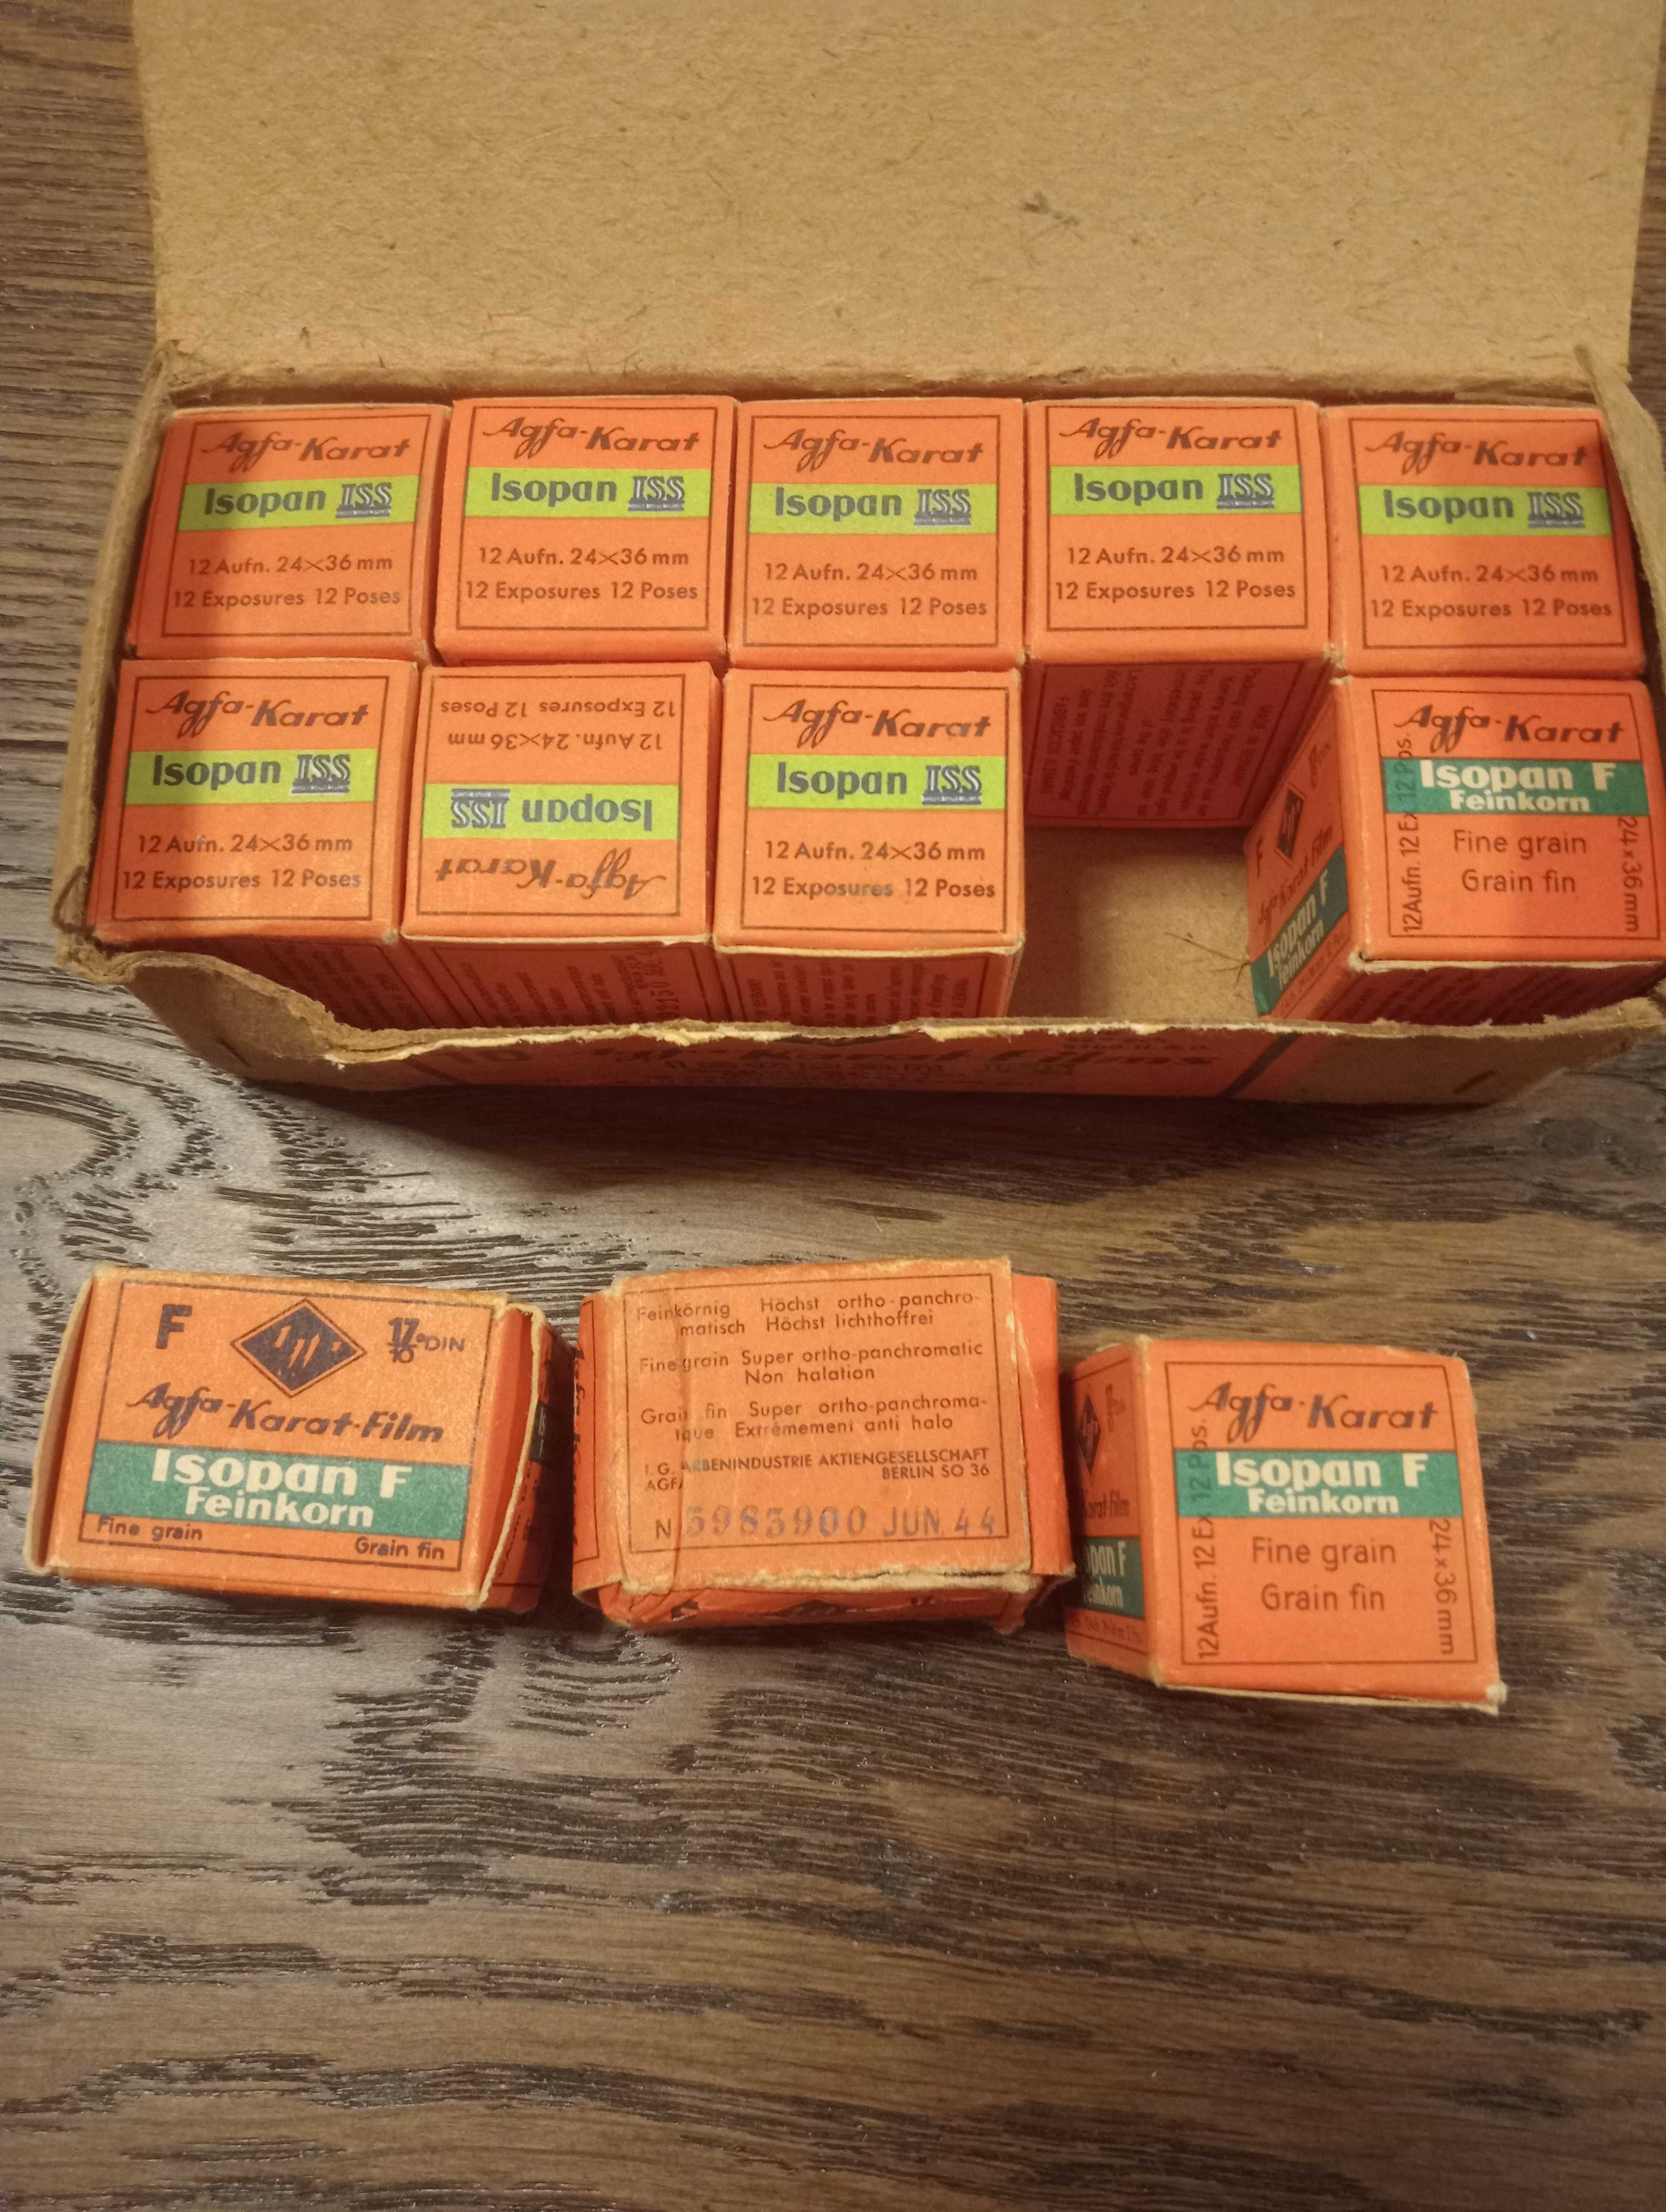 Agfa-Karat
Isopan ISS
12 Aufn. 24×36 mm
12 Exposures 12 Poses
Agfa-Karat
Isopan ISS
12 Aufn. 24×36 mm
12 Exposures 12 Poses
Agfa-Karat
Isopan ISS
12 Aufn. 24×36 mm
12 Exposures 12 Poses
Agfa-Karat
Isopan ISS
12 Aufn. 24×36 mm
12 Exposures 12 Poses
Agfa-Karat
Isopan ISS
12 Aufn. 24×36 mm
12 Exposures 12 Poses
Agfa-Karat
Isopan ISS
12 Aufn. 24×36 mm
12 Exposures 12 Poses
Agfa-Karat
Isopan ISS
12 Aufn. 24×36 mm
12 Exposures 12 Poses
Agfa-Karat
Isopan ISS
12 Aufn. 24×36 mm
12 Exposures 12 Poses
F
Agfa-Karat-Film
Isopan F
Feinkorn
Agfa-Karat
Isopan F
Feinkorn
Fine grain
Grain fin
12 Aufn. 12 Ex. 12 Pos.
24×36mm
F
17/10° DIN
Agfa-Karat-Film
Isopan F
Feinkorn
Fine grain
Grain fin
Feinkörnig Höchst ortho-panchro-
matisch Höchst lichthoffrei
Fine grain Super ortho-panchromatic
Non halation
fin Super ortho-panchroma-
ique Extrêmement anti halo
I. G. INDUSTRIE AKTIENGESELLSCHAFT
BERLIN SO 36
N 5983900 JUN. 44
Agfa-Karat
Isopan F
Feinkorn
Fine grain
Grain fin
12 Aufn. 12 Ex. 12 Pos.
24×36mm